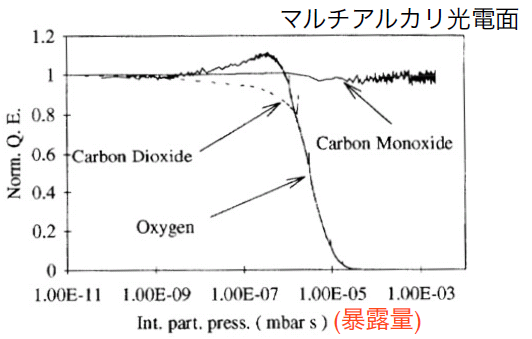 マルチアルカリ光電面
1.2
1
0.8
0.6
0.4
0.2
0
Norm. Q. E.
Carbon Dioxide
Carbon Monoxide
Oxygen
1.00E-11 1.00E-09 1.00E-07 1.00E-05 1.00E-03
Int. part. press. ( mbar s ) (暴露量)